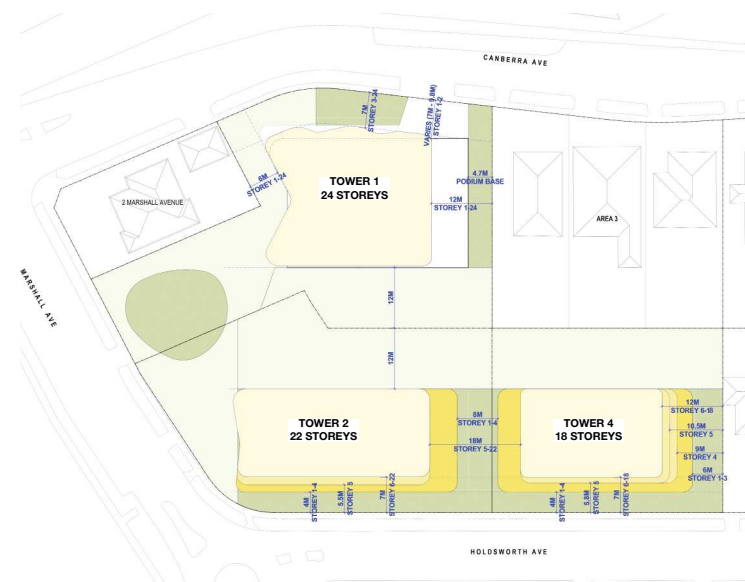 CANBERRA AVE
7M
STOREY 3-24
VARIES (7M - 9.8M)
STOREY 1-2
6M
STOREY 1-24
TOWER 1
24 STOREYS
4.7M
PODIUM BASE
12M
STOREY 1-24
2 MARSHALL AVENUE
AREA 3
MARSHALL AVE
12M
12M
TOWER 2
22 STOREYS
8M
STOREY 1-4
18M
STOREY 5-22
TOWER 4
18 STOREYS
12M
STOREY 6-18
10.5M
STOREY 5
9M
STOREY 4
6M
STOREY 1-3
4M
STOREY 1-4
5.5M
STOREY 5
7M
STOREY 6-22
4M
STOREY 1-4
5.8M
STOREY 5
7M
STOREY 6-18
HOLDSWORTH AVE